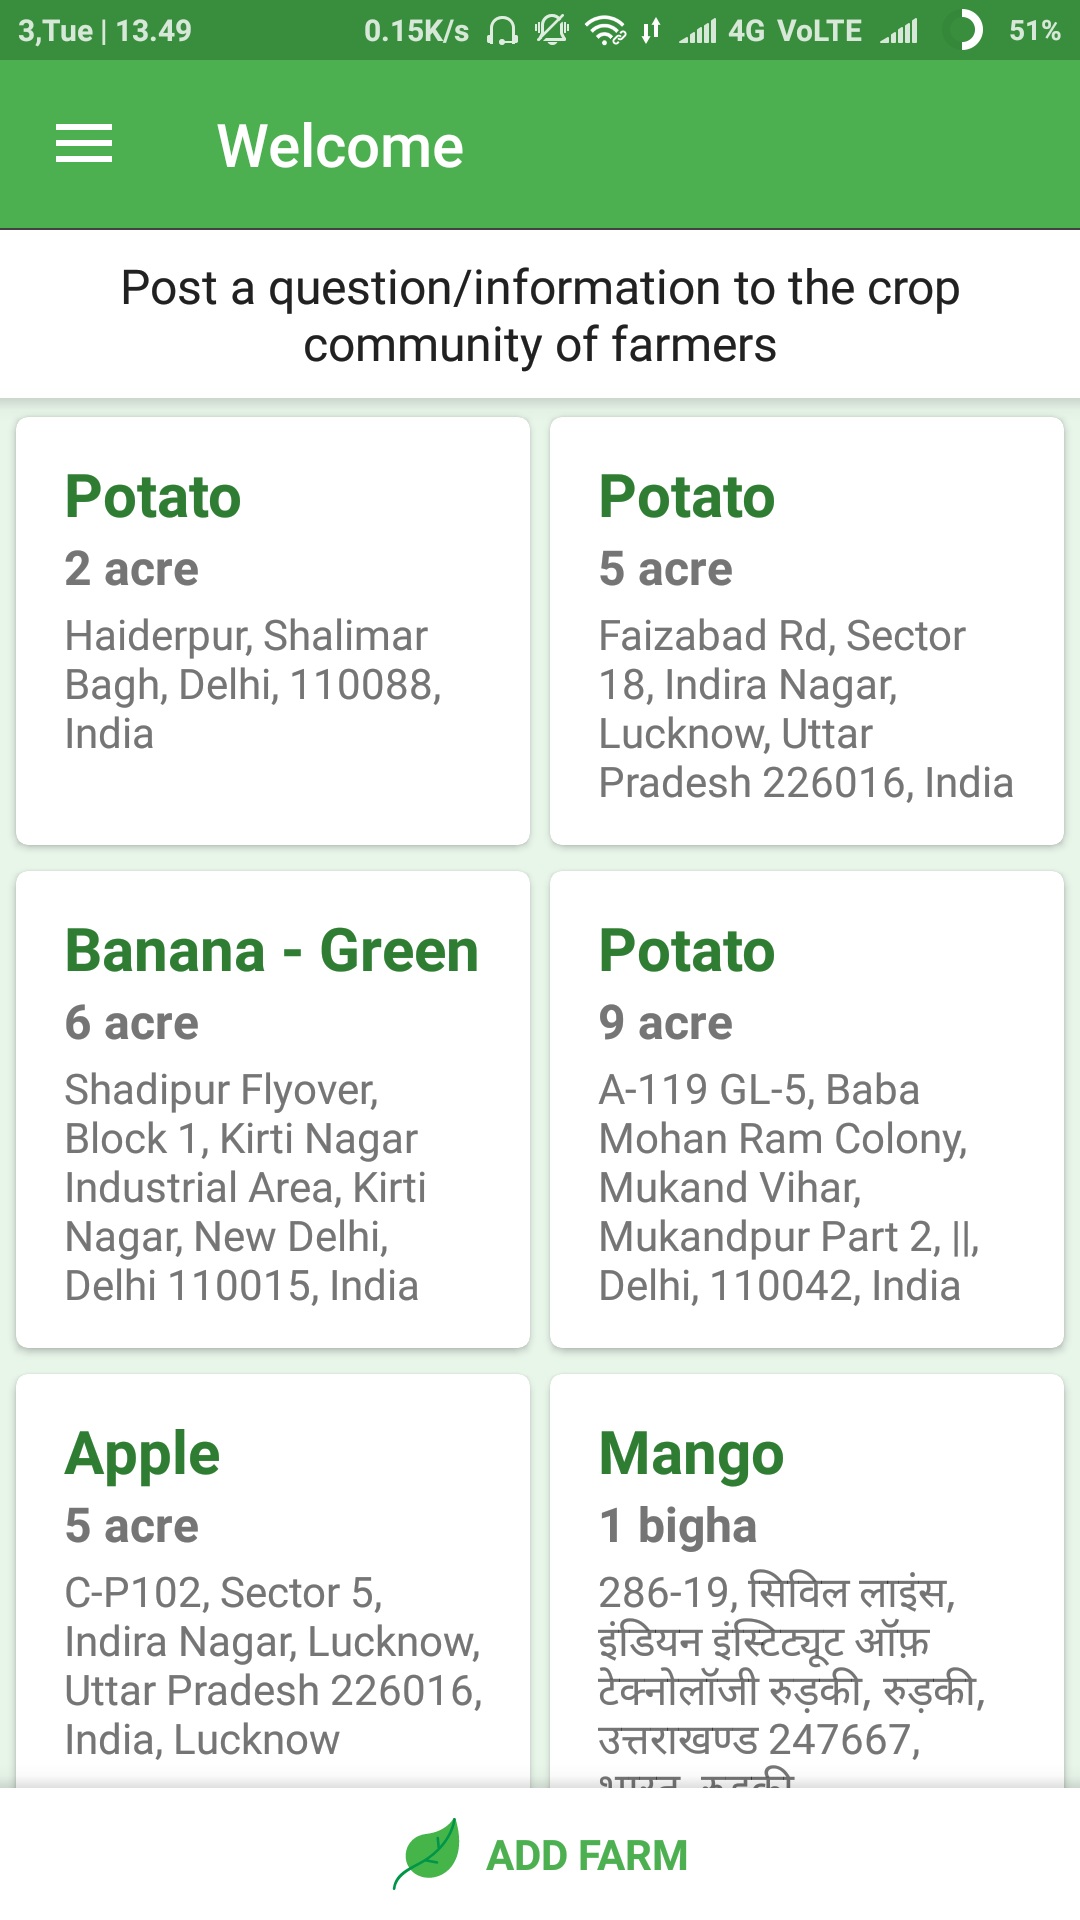 3,Tue | 13.49 0.15K/s 4G VoLTE 51%
Welcome
Post a question/information to the crop
community of farmers
Potato
2 acre
Haiderpur, Shalimar
Bagh, Delhi, 110088,
India
Potato
5 acre
Faizabad Rd, Sector
18, Indira Nagar,
Lucknow, Uttar
Pradesh 226016, India
Banana - Green
6 acre
Shadipur Flyover,
Block 1, Kirti Nagar
Industrial Area, Kirti
Nagar, New Delhi,
Delhi 110015, India
Potato
9 acre
A-119 GL-5, Baba
Mohan Ram Colony,
Mukand Vihar,
Mukandpur Part 2, ||,
Delhi, 110042, India
Apple
5 acre
C-P102, Sector 5,
Indira Nagar, Lucknow,
Uttar Pradesh 226016,
India, Lucknow
Mango
1 bigha
286-19, सिविल लाइंस,
इंडियन इंस्टिट्यूट ऑफ़
टेक्नोलॉजी रुड़की, रुड़की,
उत्तराखण्ड 247667,
ADD FARM